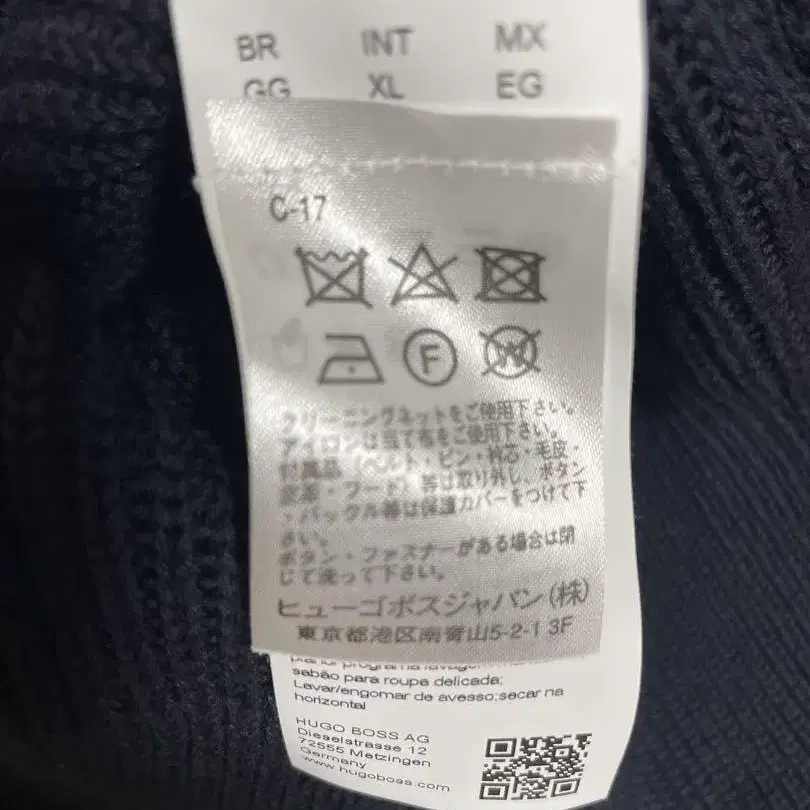 BR INT MX
GG XL EG
C-17
F
W
クリーニングネットをご使用下さい。
アイロンは当て布をご使用下さい。
付属品（ベルト・ピン・衿芯・毛皮・
皮革・フード）等は取り外し、ボタン
・バックル等は保護カバーをつけて下
さい。
ボタン・ファスナーがある場合は閉
じて洗って下さい。
ヒューゴボスジャパン(株)
東京都港区南青山5-2-1 3F
sabão para roupa delicada;
Lavar/engomar de avesso;secar na
horizontal
HUGO BOSS AG
Dieselstrasse 12
72555 Metzingen
Germany
www.hugoboss.com